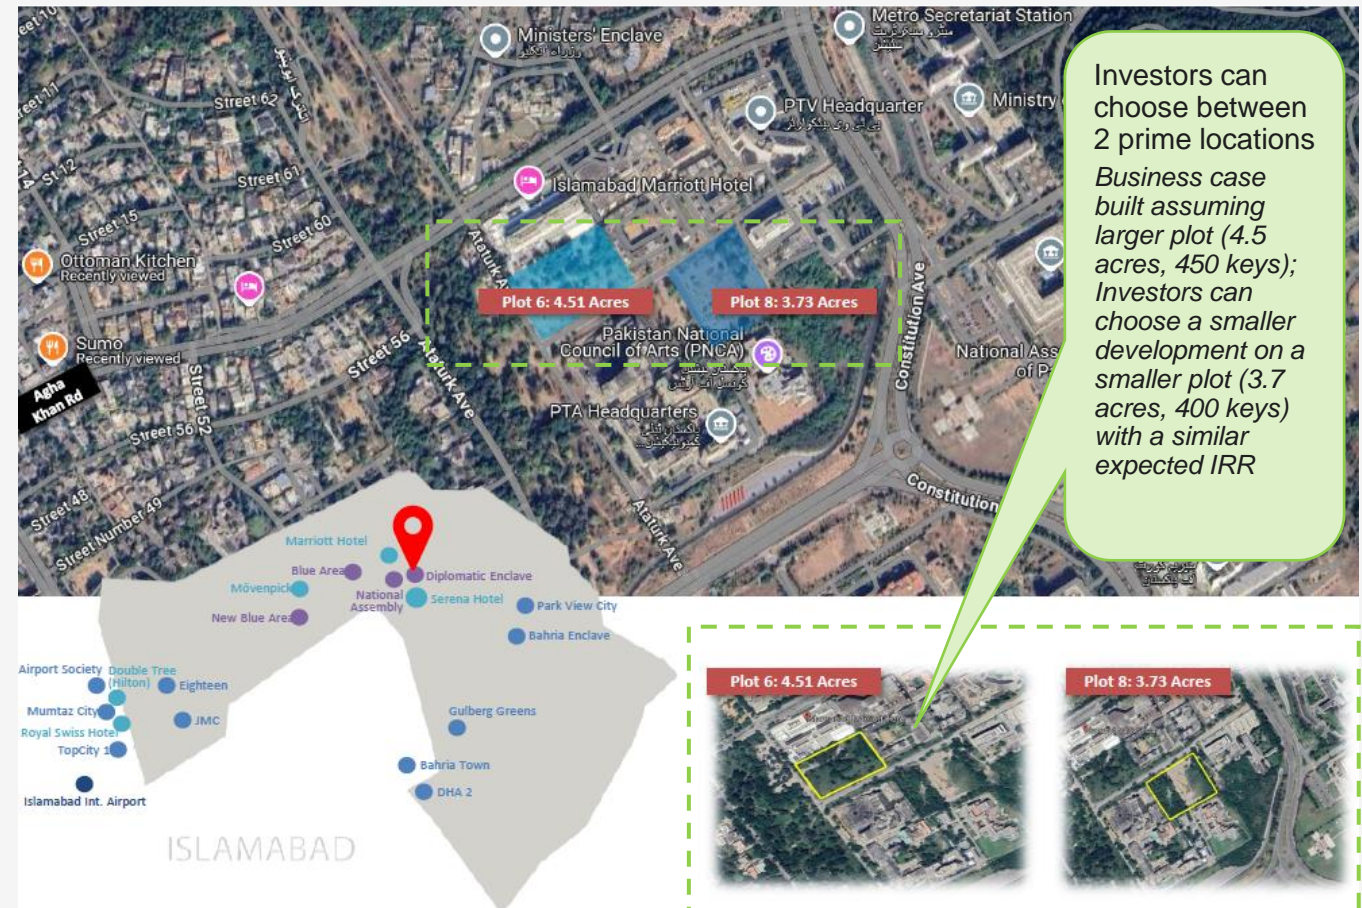 Metro Secretariat Station
Ministers' Enclave
Street 62
Street 11
PTV Headquarter
پی ٹی وی ہیڈکوارٹر
Ministry
St 12
Street 61
Islamabad Marriott Hotel
Street 15
Street 60
Ottoman Kitchen
Recently viewed
Plot 6: 4.51 Acres
Plot 8: 3.73 Acres
Pakistan National
Council of Arts (PNCA)
Constitution Ave
Sumo
Recently viewed
Street 56
Ataturk Ave
Agha
Khan Rd
Street 52
Street 56
PTA Headquarters
Street 48
Street Number 49
Constitution
Ataturk Ave
Investors can
choose between
2 prime locations
Business case
built assuming
larger plot (4.5
acres, 450 keys);
Investors can
choose a smaller
development on a
smaller plot (3.7
acres, 400 keys)
with a similar
expected IRR
Marriott Hotel
Blue Area
Diplomatic Enclave
Mövenpick
National
Assembly
Serena Hotel
New Blue Area
Park View City
Bahria Enclave
Airport Society
Double Tree
(Hilton)
Eighteen
Mumtaz City
JMC
Royal Swiss Hotel
TopCity 1
Gulberg Greens
Bahria Town
DHA 2
Islamabad Int. Airport
ISLAMABAD
Plot 6: 4.51 Acres
Plot 8: 3.73 Acres